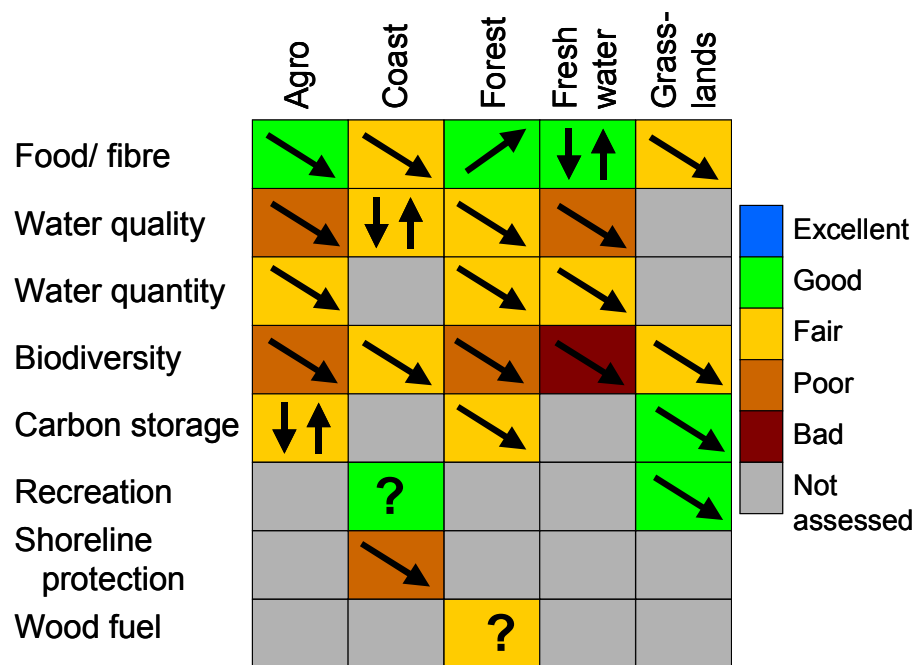 Agro
Coast
Forest
Fresh
water
Grass-
lands
Food/ fibre
Water quality
Water quantity
Biodiversity
Carbon storage
Recreation
?
Shoreline
protection
Wood fuel
?
Excellent
Good
Fair
Poor
Bad
Not
assessed